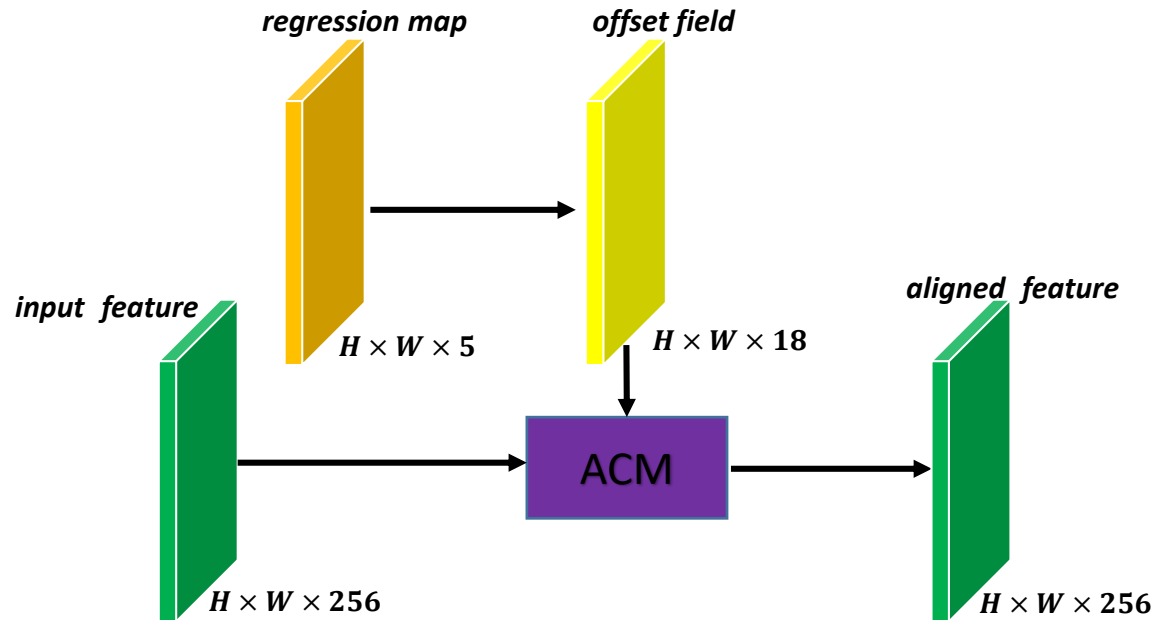 regression map
offset field
H × W × 5
H × W × 18
input feature
aligned feature
ACM
H × W × 256
H × W × 256